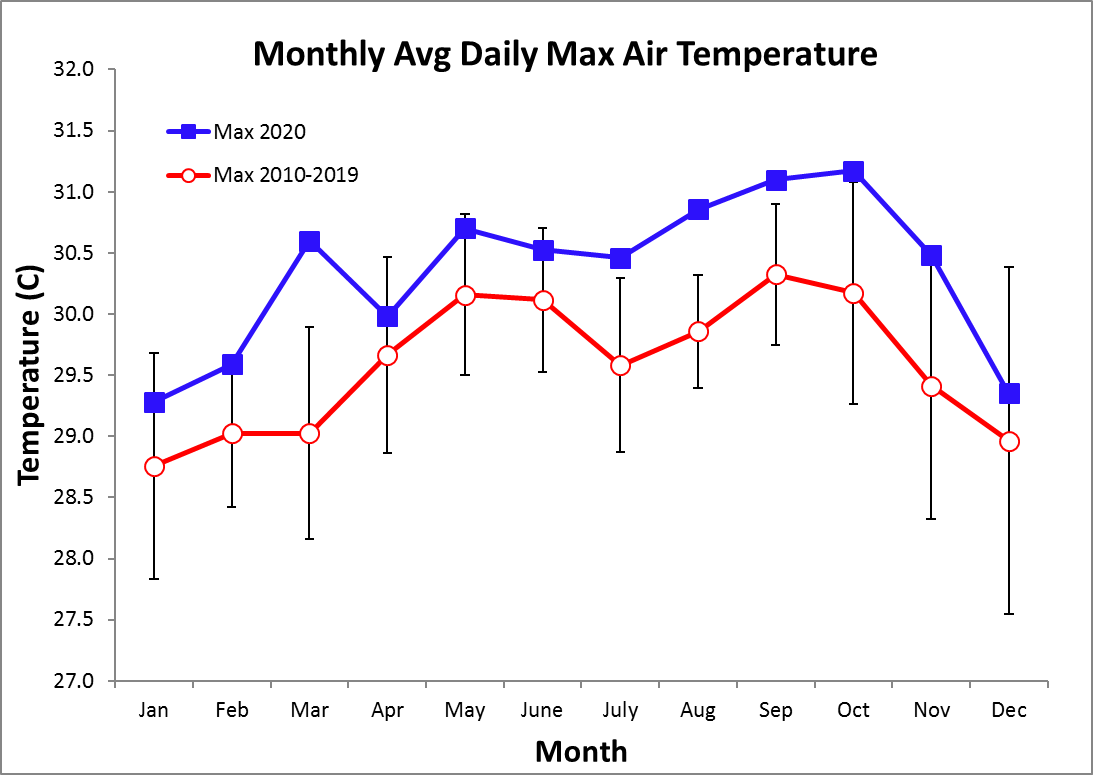 Monthly Avg Daily Max Air Temperature
32.0
31.5
31.0
30.5
30.0
29.5
29.0
28.5
28.0
27.5
27.0
Temperature (C)
Max 2020
Max 2010-2019
Jan Feb Mar Apr May June July Aug Sep Oct Nov Dec
Month